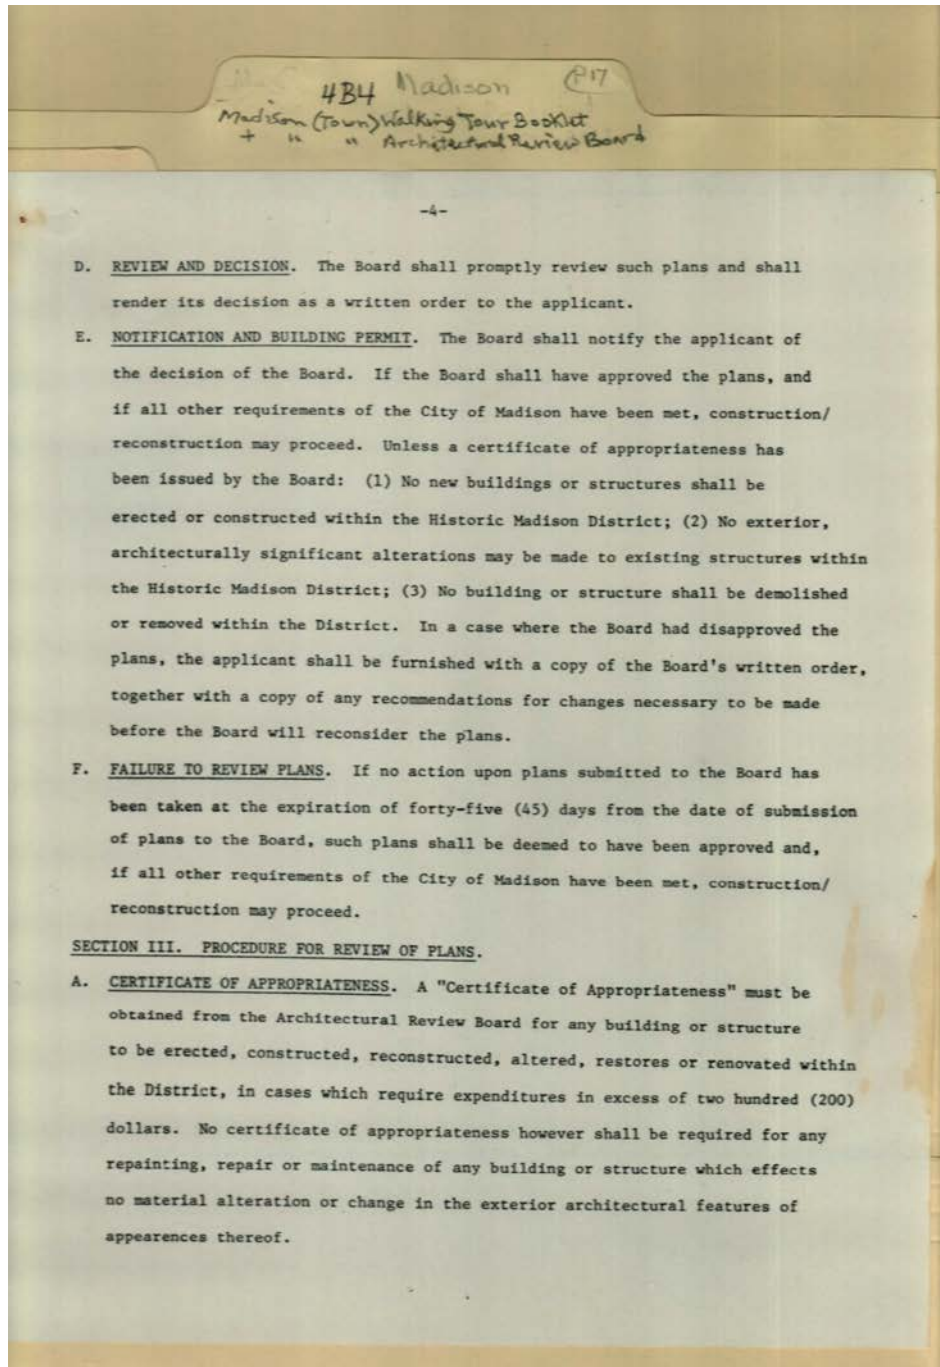 4B4 Madison P17
Madison (Town) Walking Tour Booklet
+ " " Architectural Review Board
-4-
D. REVIEW AND DECISION. The Board shall promptly review such plans and shall
render its decision as a written order to the applicant.
E. NOTIFICATION AND BUILDING PERMIT. The Board shall notify the applicant of
the decision of the Board. If the Board shall have approved the plans, and
if all other requirements of the City of Madison have been met, construction/
reconstruction may proceed. Unless a certificate of appropriateness has
been issued by the Board: (1) No new buildings or structures shall be
erected or constructed within the Historic Madison District; (2) No exterior,
architecturally significant alterations may be made to existing structures within
the Historic Madison District; (3) No building or structure shall be demolished
or removed within the District. In a case where the Board had disapproved the
plans, the applicant shall be furnished with a copy of the Board's written order,
together with a copy of any recommendations for changes necessary to be made
before the Board will reconsider the plans.
F. FAILURE TO REVIEW PLANS. If no action upon plans submitted to the Board has
been taken at the expiration of forty-five (45) days from the date of submission
of plans to the Board, such plans shall be deemed to have been approved and,
if all other requirements of the City of Madison have been met, construction/
reconstruction may proceed.
SECTION III. PROCEDURE FOR REVIEW OF PLANS.
A. CERTIFICATE OF APPROPRIATENESS. A "Certificate of Appropriateness" must be
obtained from the Architectural Review Board for any building or structure
to be erected, constructed, reconstructed, altered, restores or renovated within
the District, in cases which require expenditures in excess of two hundred (200)
dollars. No certificate of appropriateness however shall be required for any
repainting, repair or maintenance of any building or structure which effects
no material alteration or change in the exterior architectural features of
appearences thereof.